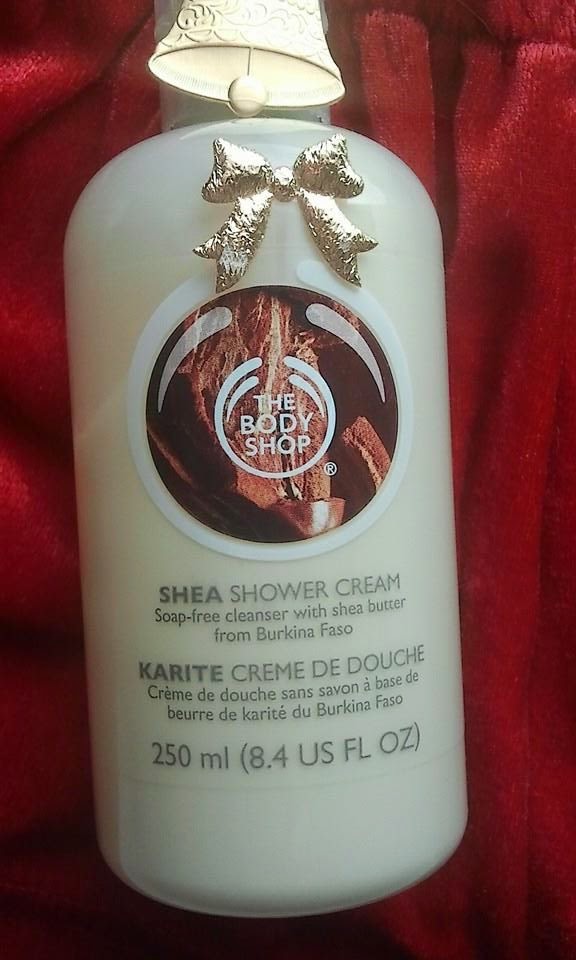 THE
BODY
SHOP
®
SHEA SHOWER CREAM
Soap-free cleanser with shea butter
from Burkina Faso
KARITE CREME DE DOUCHE
Crème de douche sans savon à base de
beurre de karité du Burkina Faso
250 ml (8.4 US FL OZ)